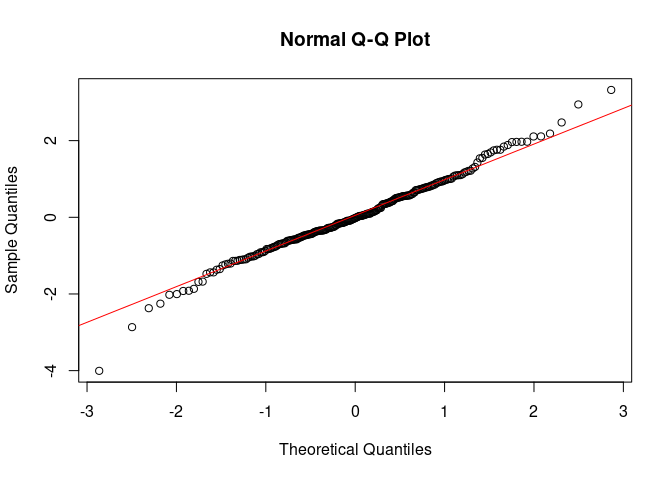 Normal Q-Q Plot
Sample Quantiles
2
0
-2
-4
-3 -2 -1 0 1 2 3
Theoretical Quantiles